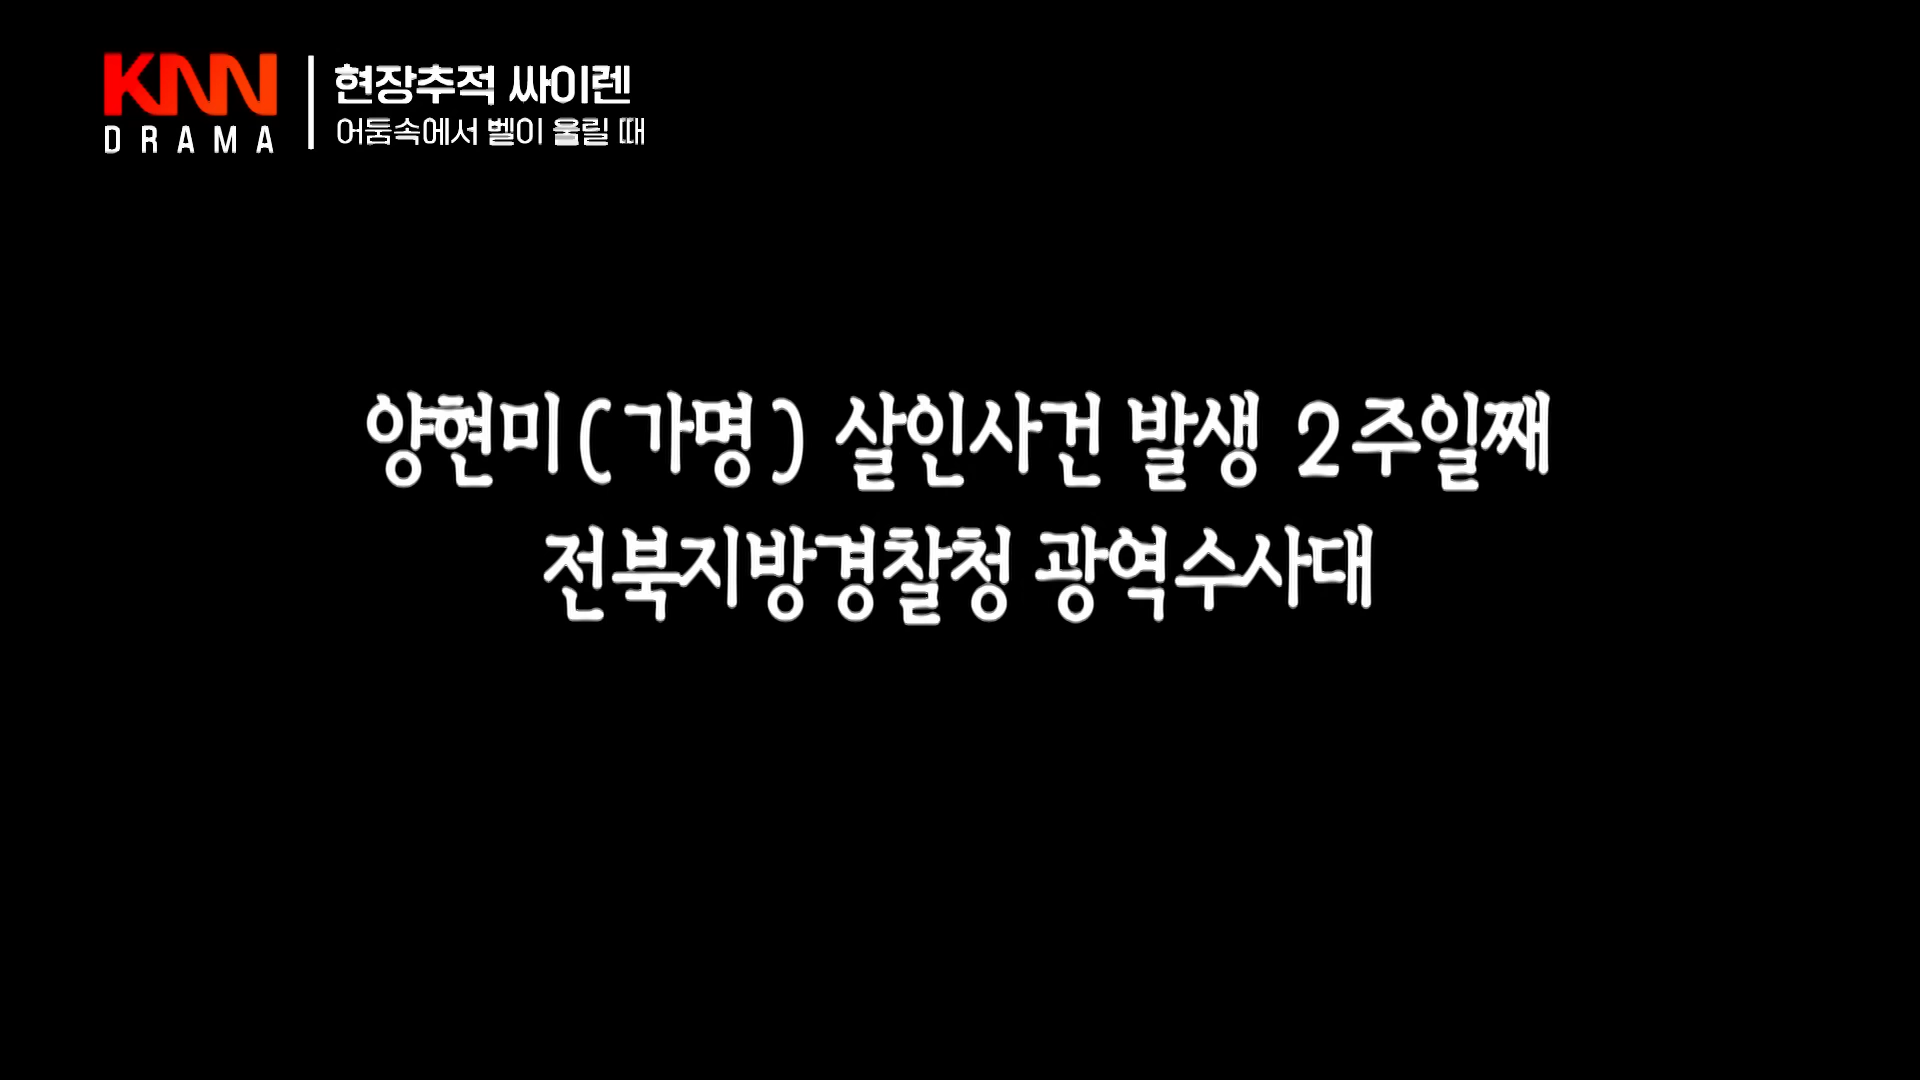 KNN
DRAMA
현장추적 싸이렌
어둠속에서 벨이 울릴 때
양현미(가명) 살인사건 발생 2주일째
전북지방경찰청 광역수사대